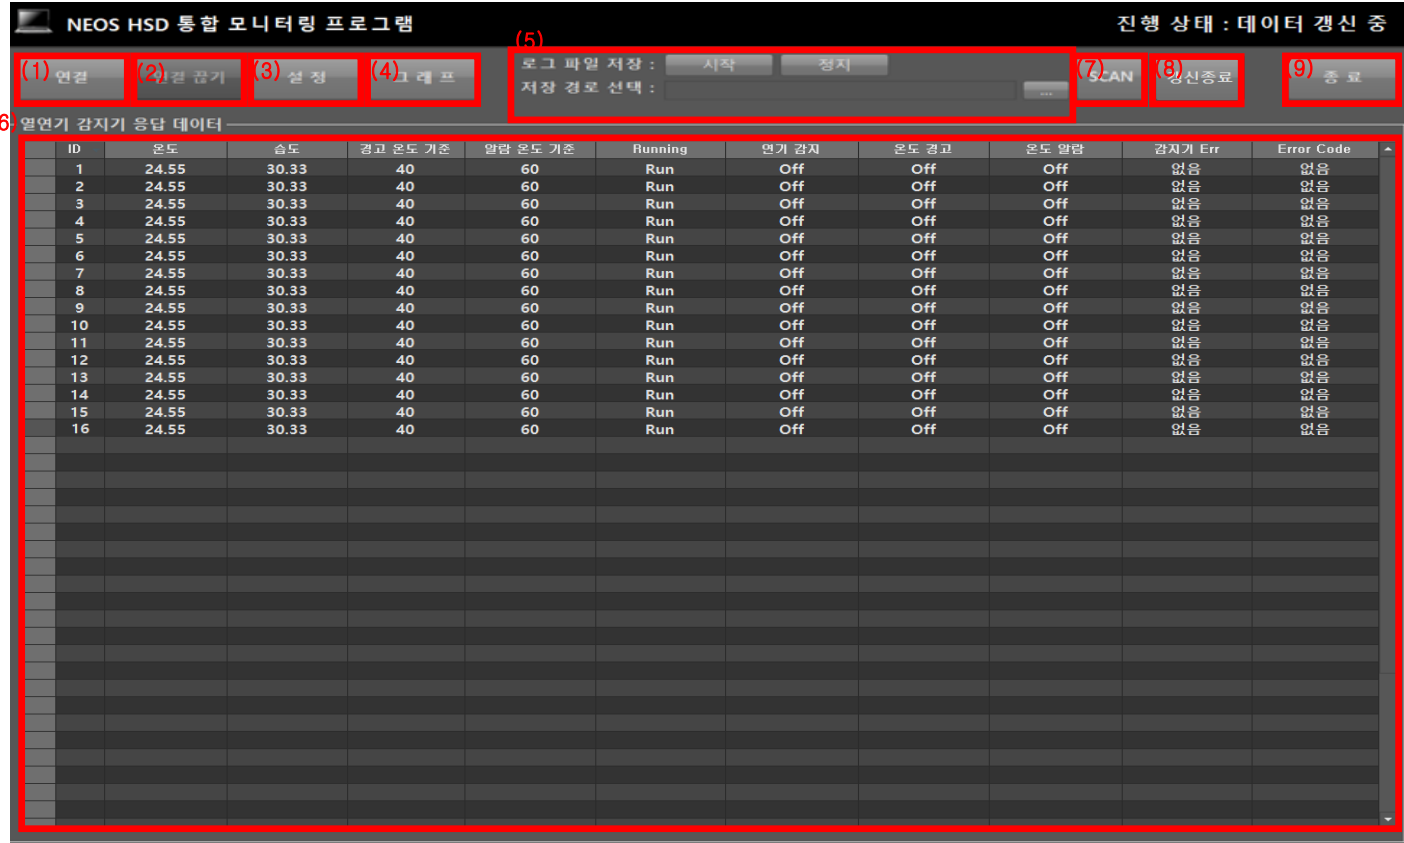 NEOS HSD 통합 모니터링 프로그램
진행 상태 : 데이터 갱신 중
(1) 연결
(2) 연결 끊기
(3) 설 정
(4) 그 래 프
(5)
로그 파일 저장 : 시작 정지
저장 경로 선택 : ...
(7) SCAN
(8) 갱신종료
(9) 종 료
6) 열연기 감지기 응답 데이터
ID 온도 습도 경고 온도 기준 알람 온도 기준 Running 연기 감지 온도 경고 온도 알람 감지기 Err Error Code
1 24.55 30.33 40 60 Run Off Off Off 없음 없음
2 24.55 30.33 40 60 Run Off Off Off 없음 없음
3 24.55 30.33 40 60 Run Off Off Off 없음 없음
4 24.55 30.33 40 60 Run Off Off Off 없음 없음
5 24.55 30.33 40 60 Run Off Off Off 없음 없음
6 24.55 30.33 40 60 Run Off Off Off 없음 없음
7 24.55 30.33 40 60 Run Off Off Off 없음 없음
8 24.55 30.33 40 60 Run Off Off Off 없음 없음
9 24.55 30.33 40 60 Run Off Off Off 없음 없음
10 24.55 30.33 40 60 Run Off Off Off 없음 없음
11 24.55 30.33 40 60 Run Off Off Off 없음 없음
12 24.55 30.33 40 60 Run Off Off Off 없음 없음
13 24.55 30.33 40 60 Run Off Off Off 없음 없음
14 24.55 30.33 40 60 Run Off Off Off 없음 없음
15 24.55 30.33 40 60 Run Off Off Off 없음 없음
16 24.55 30.33 40 60 Run Off Off Off 없음 없음